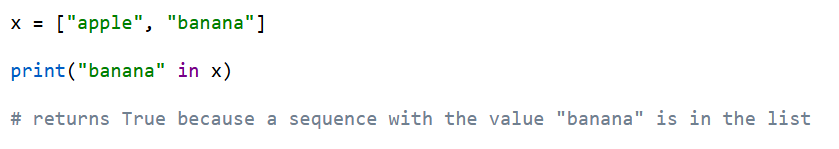 x = ["apple", "banana"]
print("banana" in x)
# returns True because a sequence with the value "banana" is in the list